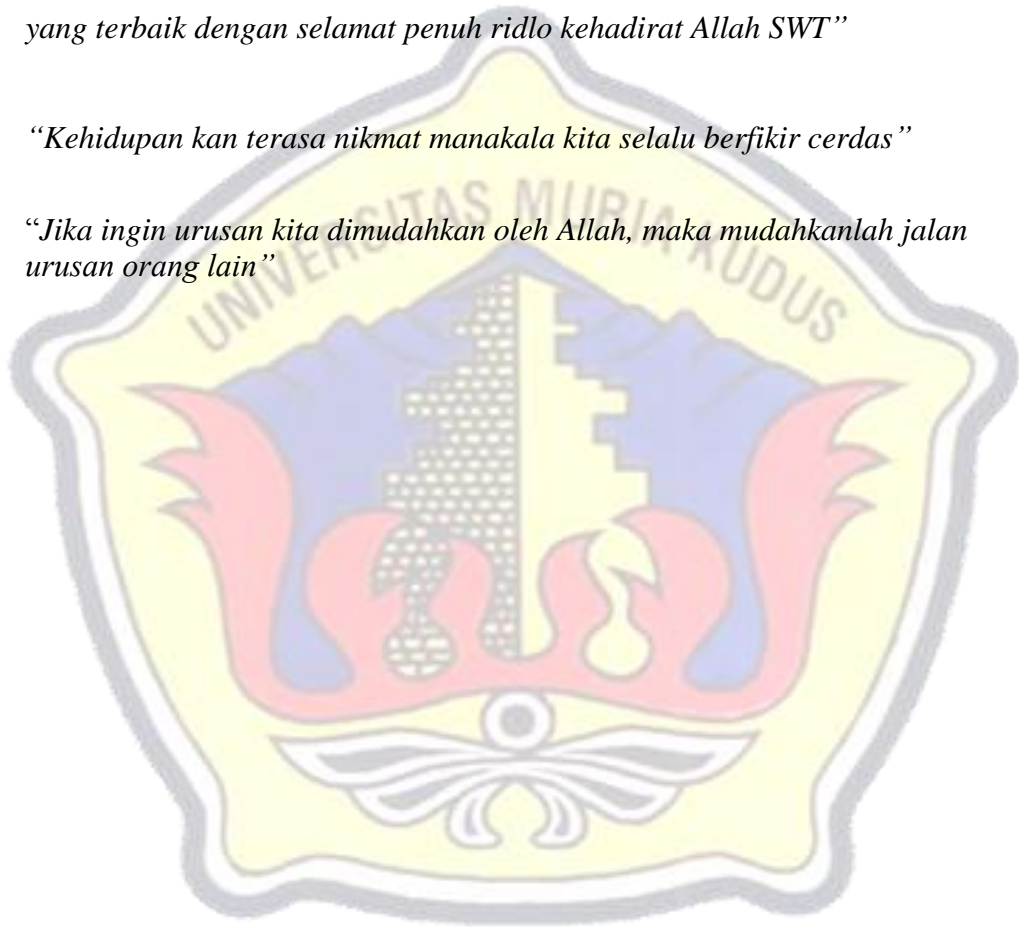 yang terbaik dengan selamat penuh ridlo kehadirat Allah SWT”
“Kehidupan kan terasa nikmat manakala kita selalu berfikir cerdas”
“Jika ingin urusan kita dimudahkan oleh Allah, maka mudahkanlah jalan
urusan orang lain”
UNIVERSITAS MURIA KUDUS